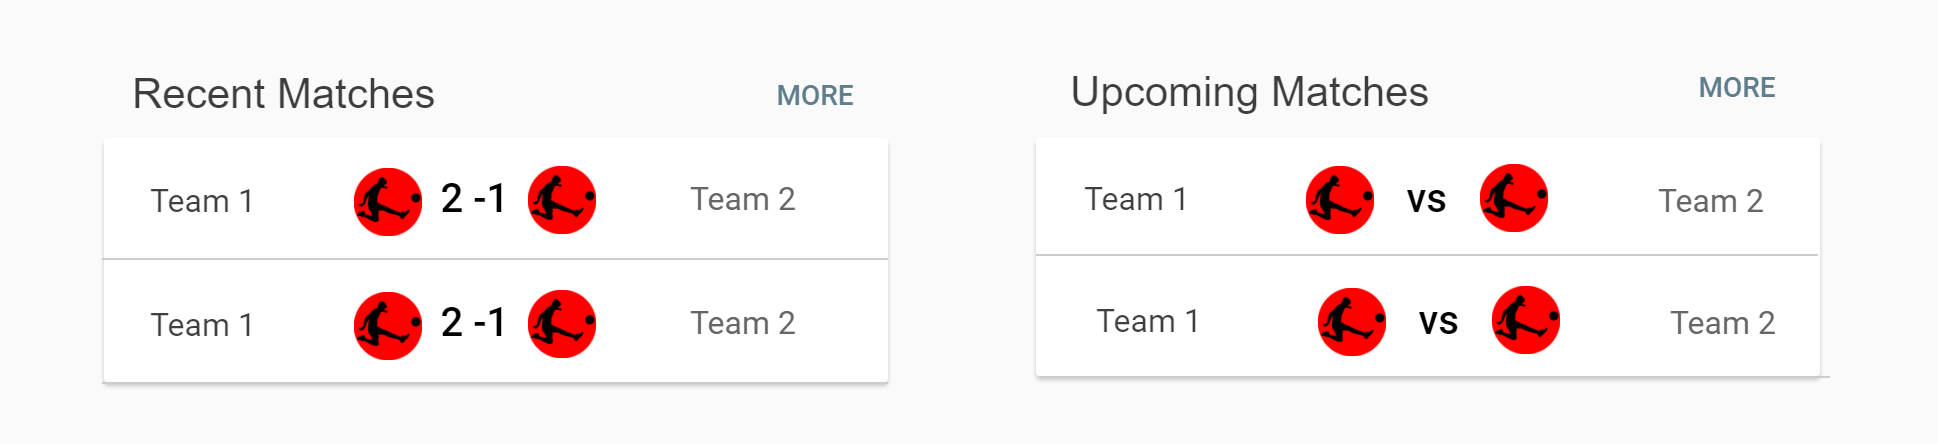 Recent Matches MORE
Team 1 2 -1 Team 2
Team 1 2 -1 Team 2
Upcoming Matches MORE
Team 1 vs Team 2
Team 1 vs Team 2